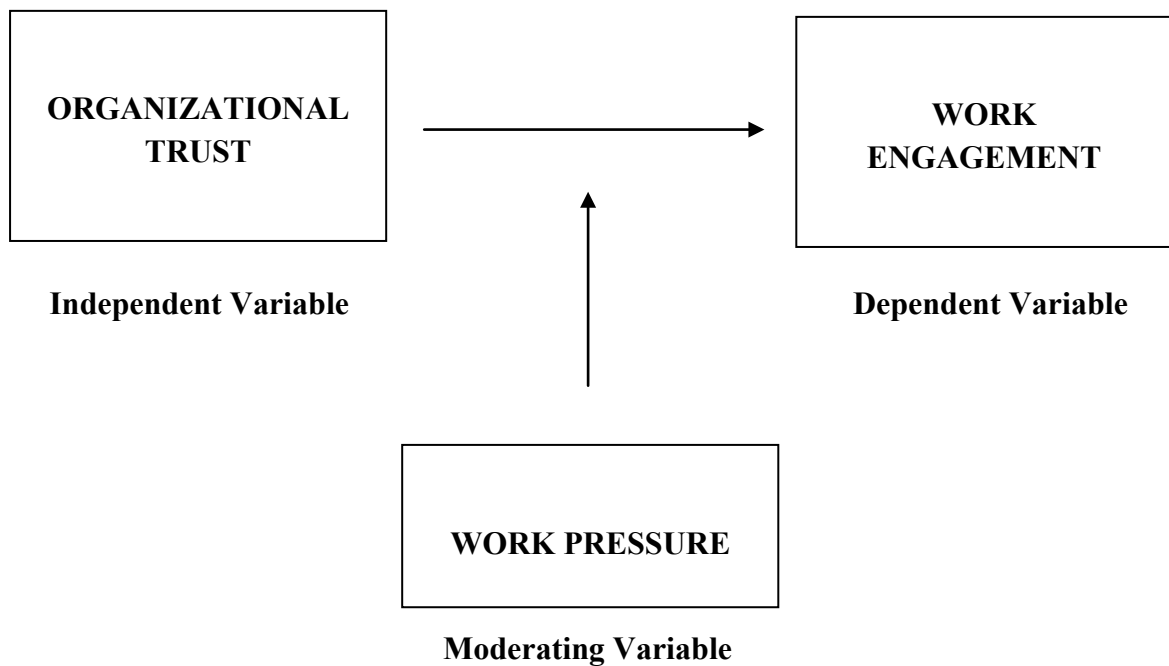 ORGANIZATIONAL
TRUST
WORK
ENGAGEMENT
Independent Variable
Dependent Variable
WORK PRESSURE
Moderating Variable